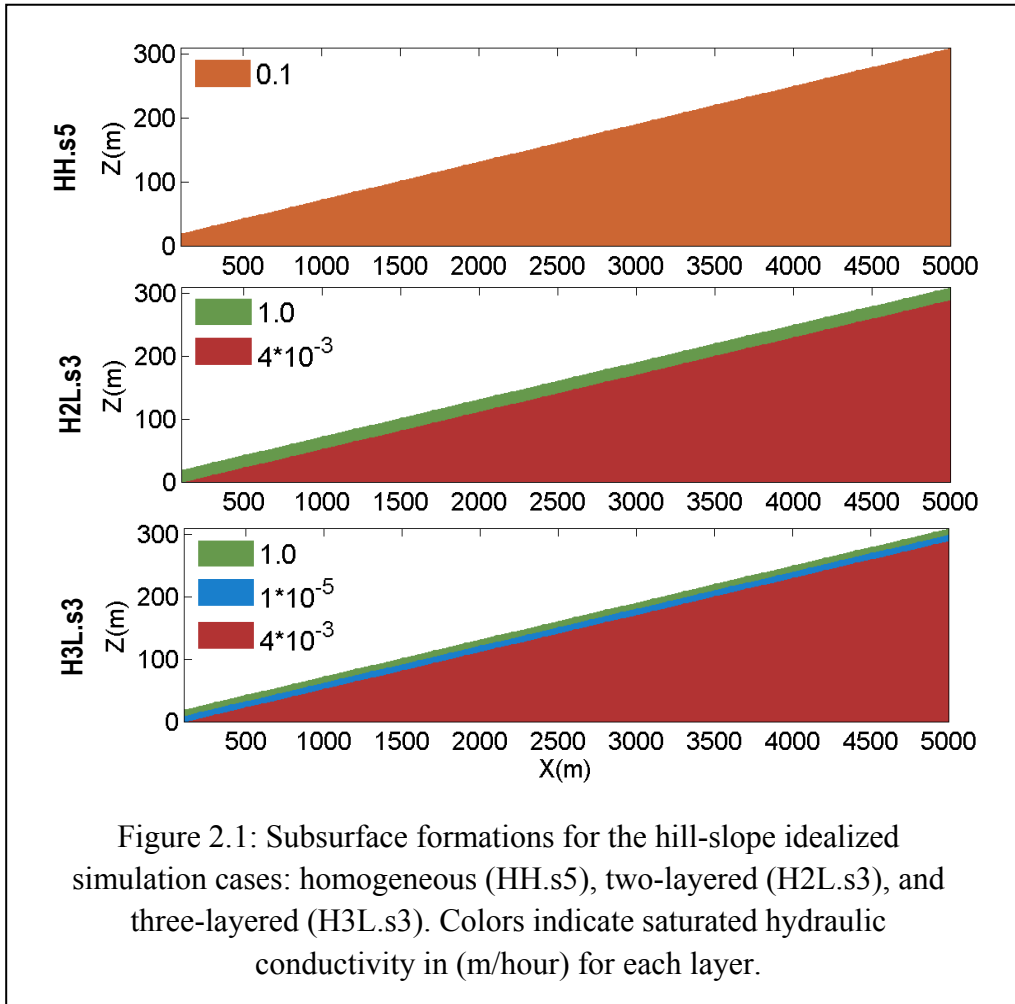 HH.s5
Z(m)
300
200
100
0
0.1
500 1000 1500 2000 2500 3000 3500 4000 4500 5000
H2L.s3
Z(m)
300
200
100
0
1.0
4*10⁻³
500 1000 1500 2000 2500 3000 3500 4000 4500 5000
H3L.s3
Z(m)
300
200
100
0
1.0
1*10⁻⁵
4*10⁻³
500 1000 1500 2000 2500 3000 3500 4000 4500 5000
X(m)
Figure 2.1: Subsurface formations for the hill-slope idealized
simulation cases: homogeneous (HH.s5), two-layered (H2L.s3), and
three-layered (H3L.s3). Colors indicate saturated hydraulic
conductivity in (m/hour) for each layer.